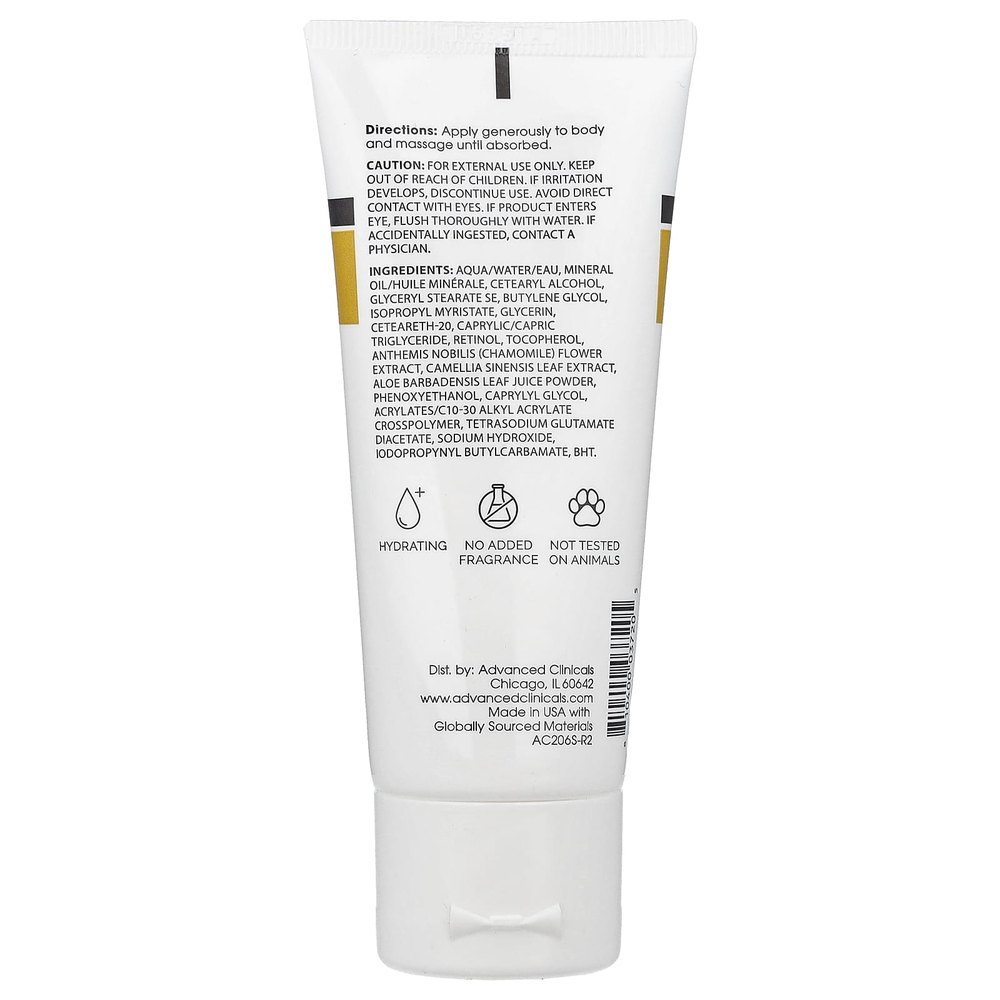 Directions: Apply generously to body
and massage until absorbed.
CAUTION: FOR EXTERNAL USE ONLY. KEEP
OUT OF REACH OF CHILDREN. IF IRRITATION
DEVELOPS, DISCONTINUE USE. AVOID DIRECT
CONTACT WITH EYES. IF PRODUCT ENTERS
EYE, FLUSH THOROUGHLY WITH WATER. IF
ACCIDENTALLY INGESTED, CONTACT A
PHYSICIAN.
INGREDIENTS: AQUA/WATER/EAU, MINERAL
OIL/HUILE MINÉRALE, CETEARYL ALCOHOL,
GLYCERYL STEARATE SE, BUTYLENE GLYCOL,
ISOPROPYL MYRISTATE, GLYCERIN,
CETEARETH-20, CAPRYLIC/CAPRIC
TRIGLYCERIDE, RETINOL, TOCOPHEROL,
ANTHEMIS NOBILIS (CHAMOMILE) FLOWER
EXTRACT, CAMELLIA SINENSIS LEAF EXTRACT,
ALOE BARBADENSIS LEAF JUICE POWDER,
PHENOXYETHANOL, CAPRYLYL GLYCOL,
ACRYLATES/C10-30 ALKYL ACRYLATE
CROSSPOLYMER, TETRASODIUM GLUTAMATE
DIACETATE, SODIUM HYDROXIDE,
IODOPROPYNYL BUTYLCARBAMATE, BHT.
HYDRATING
NO ADDED
FRAGRANCE
NOT TESTED
ON ANIMALS
Dist. by: Advanced Clinicals
Chicago, IL 60642
www.advancedclinicals.com
Made in USA with
Globally Sourced Materials
AC206S-R2